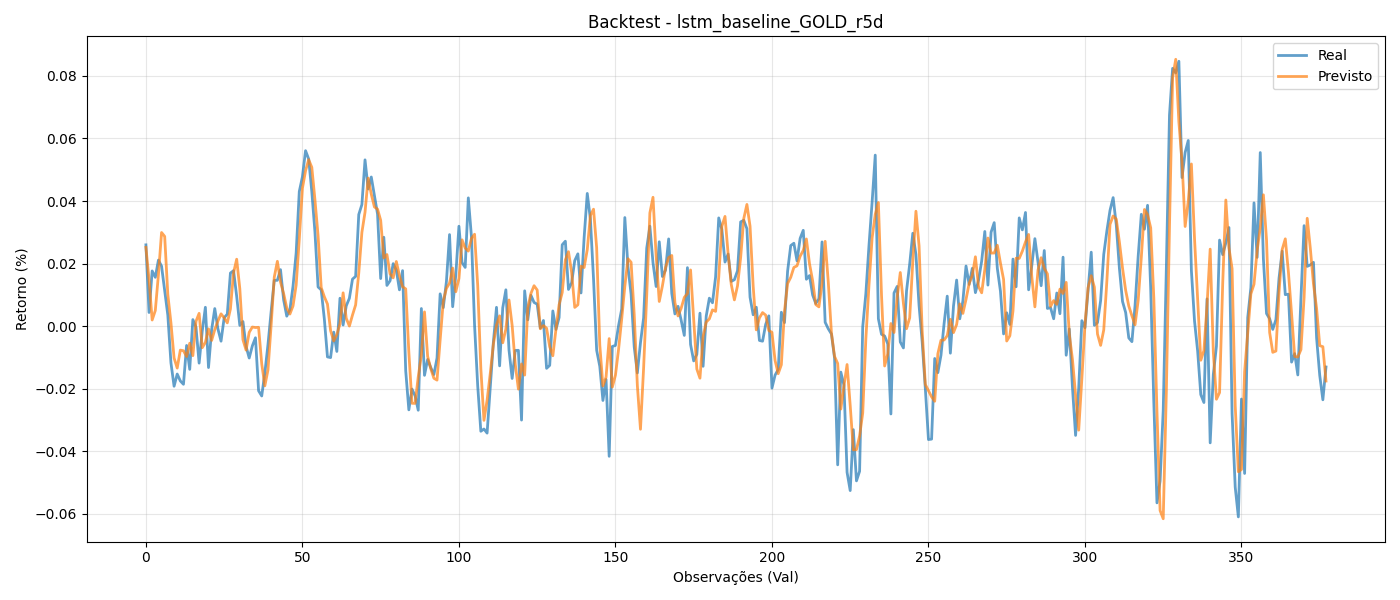 Backtest - lstm_baseline_GOLD_r5d
Real
Previsto
Retorno (%)
0.08
0.06
0.04
0.02
0.00
−0.02
−0.04
−0.06
0 50 100 150 200 250 300 350
Observações (Val)